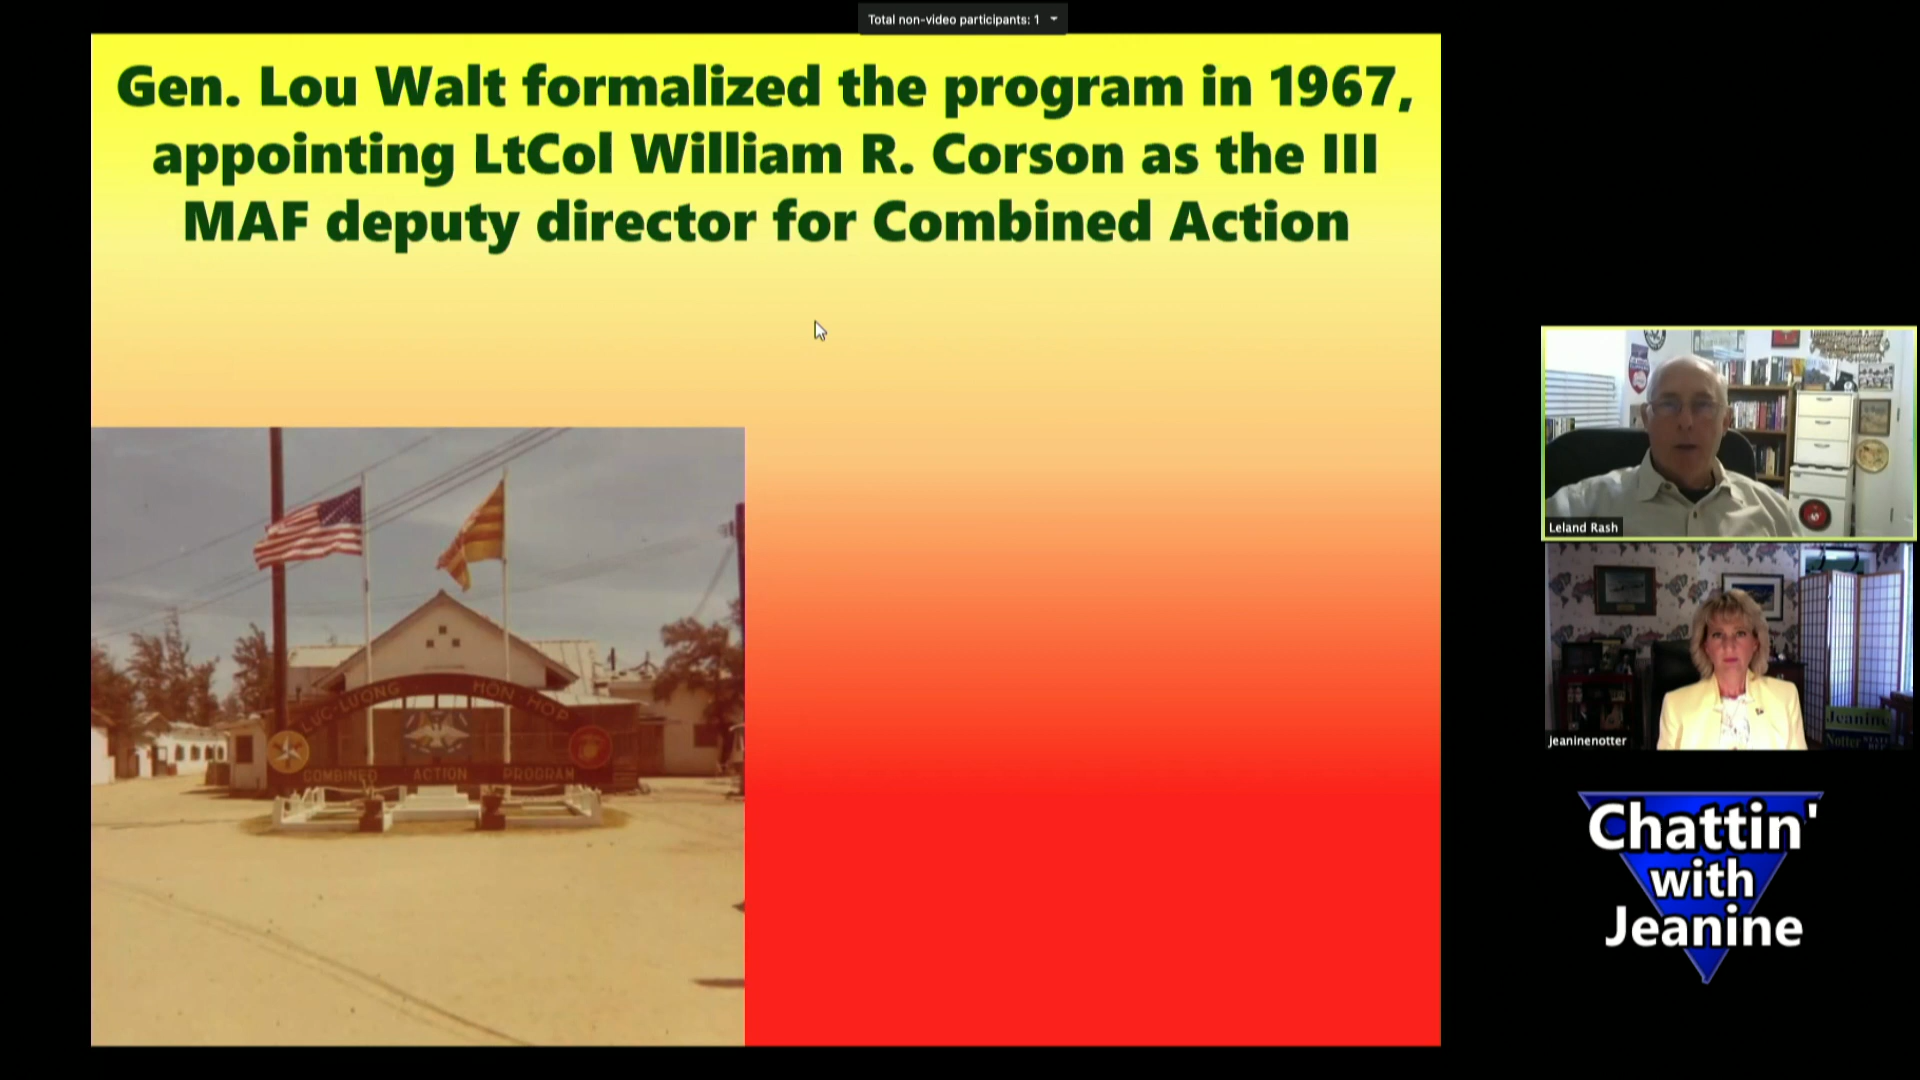 Total non-video participants: 1
Gen. Lou Walt formalized the program in 1967,
appointing LtCol William R. Corson as the III
MAF deputy director for Combined Action
LUC·LUONG HON·HOP
COMBINED ACTION PROGRAM
Leland Rash
Jeanine
Notter
jeaninenotter
Chattin'
with
Jeanine